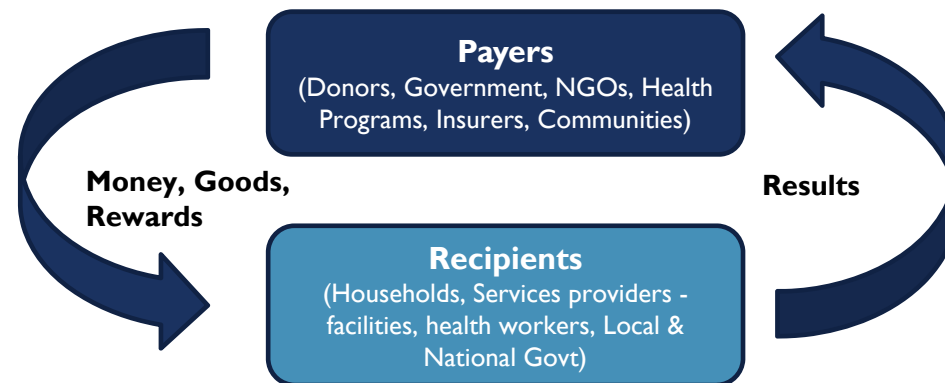 Payers
(Donors, Government, NGOs, Health
Programs, Insurers, Communities)
Money, Goods,
Rewards
Results
Recipients
(Households, Services providers -
facilities, health workers, Local &
National Govt)